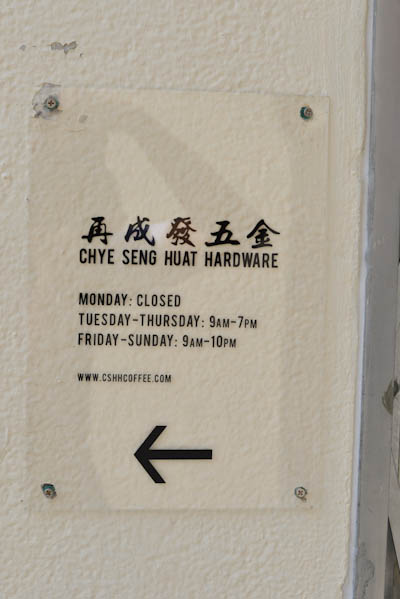 再成發五金
CHYE SENG HUAT HARDWARE
MONDAY: CLOSED
TUESDAY-THURSDAY: 9AM-7PM
FRIDAY-SUNDAY: 9AM-10PM
WWW.CSHHCOFFEE.COM